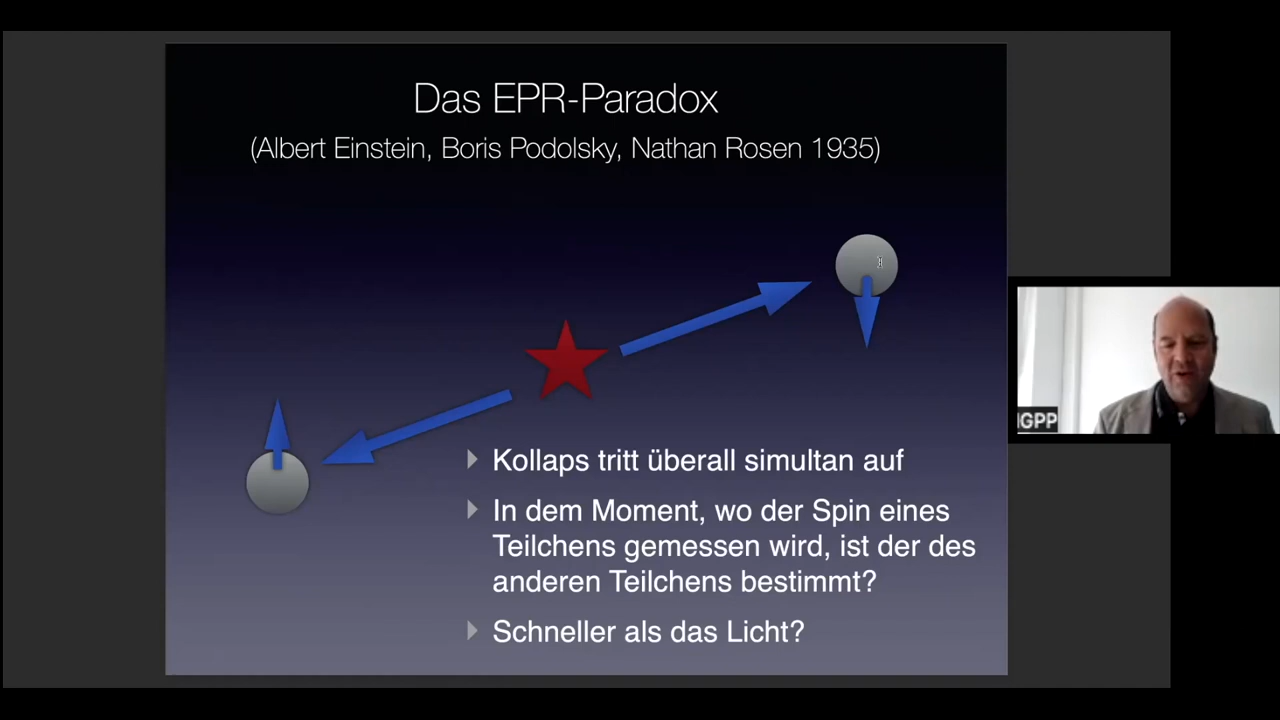 Das EPR-Paradox
(Albert Einstein, Boris Podolsky, Nathan Rosen 1935)
Kollaps tritt überall simultan auf
In dem Moment, wo der Spin eines
Teilchens gemessen wird, ist der des
anderen Teilchens bestimmt?
Schneller als das Licht?
IGPP